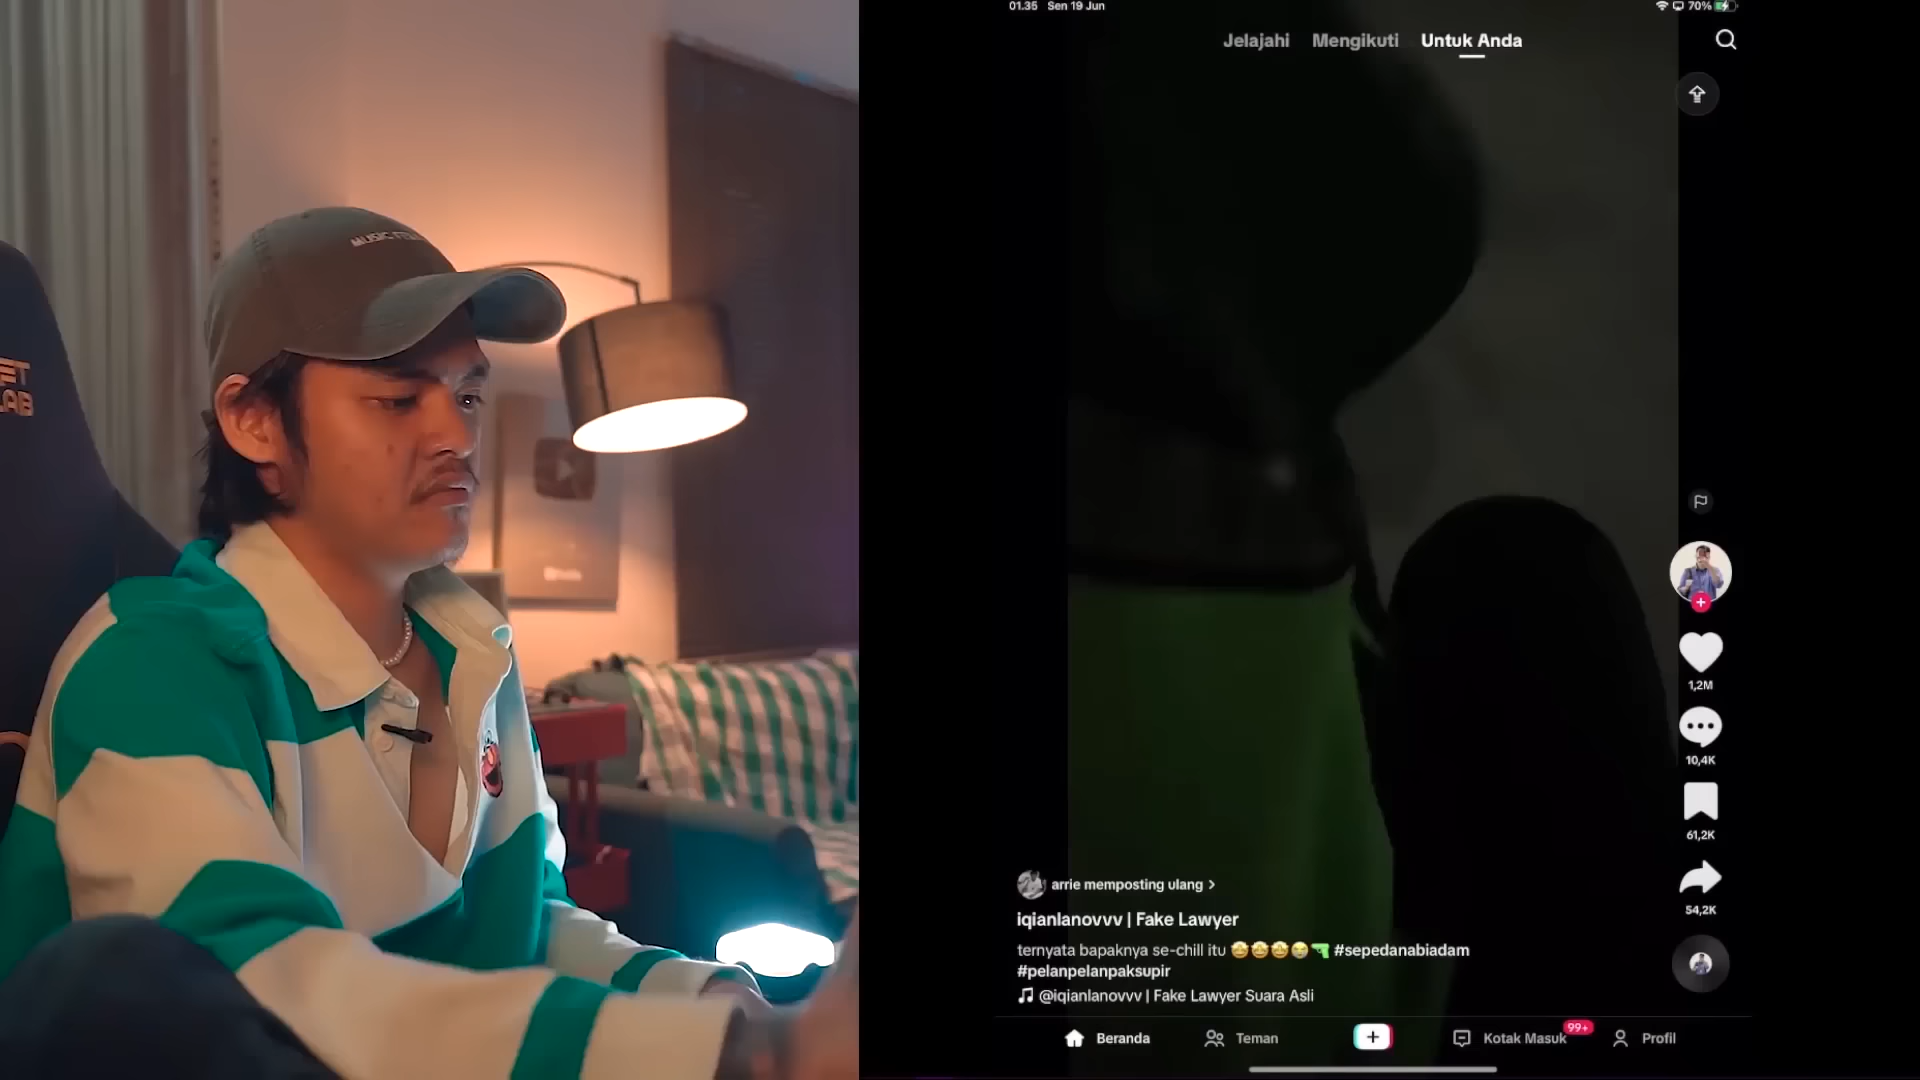 01.35 Sen 19 Jun
70%
Jelajahi Mengikuti Untuk Anda
MUSIC
1,2M
10,4K
61,2K
54,2K
arrie memposting ulang >
iqianlanovvv | Fake Lawyer
ternyata bapaknya se-chill itu 🤩🤩🤩😭🔫 #sepedanabiadam
#pelanpelanpaksupir
@iqianlanovvv | Fake Lawyer Suara Asli
Beranda Teman Kotak Masuk 99+ Profil